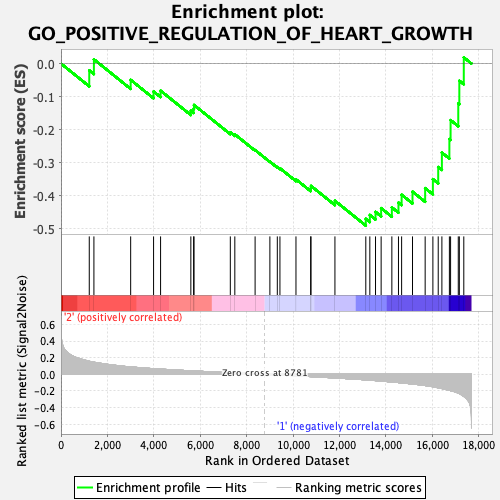 Enrichment plot:
GO_POSITIVE_REGULATION_OF_HEART_GROWTH
Enrichment score (ES)
0.0
-0.1
-0.2
-0.3
-0.4
-0.5
'2' (positively correlated)
Ranked list metric (Signal2Noise)
0.6
0.4
0.2
0.0
-0.2
-0.4
-0.6
Zero cross at 8781
'1' (negatively correlated)
0 2,000 4,000 6,000 8,000 10,000 12,000 14,000 16,000 18,000
Rank in Ordered Dataset
Enrichment profile Hits Ranking metric scores